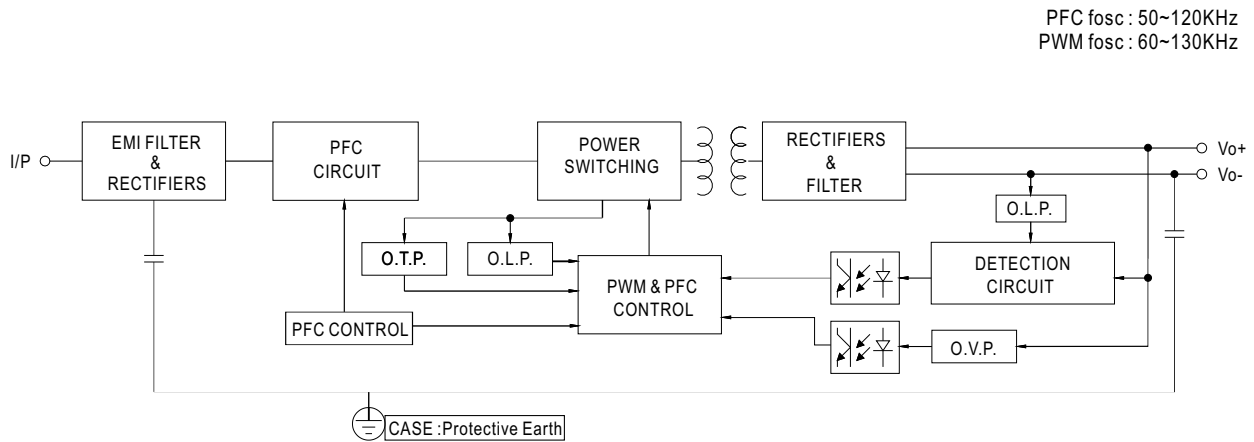 PFC fosc : 50~120KHz
PWM fosc : 60~130KHz
I/P
EMI FILTER
&
RECTIFIERS
PFC
CIRCUIT
POWER
SWITCHING
RECTIFIERS
&
FILTER
Vo+
Vo-
O.L.P.
O.T.P.
O.L.P.
PWM & PFC
CONTROL
DETECTION
CIRCUIT
PFC CONTROL
O.V.P.
CASE :Protective Earth